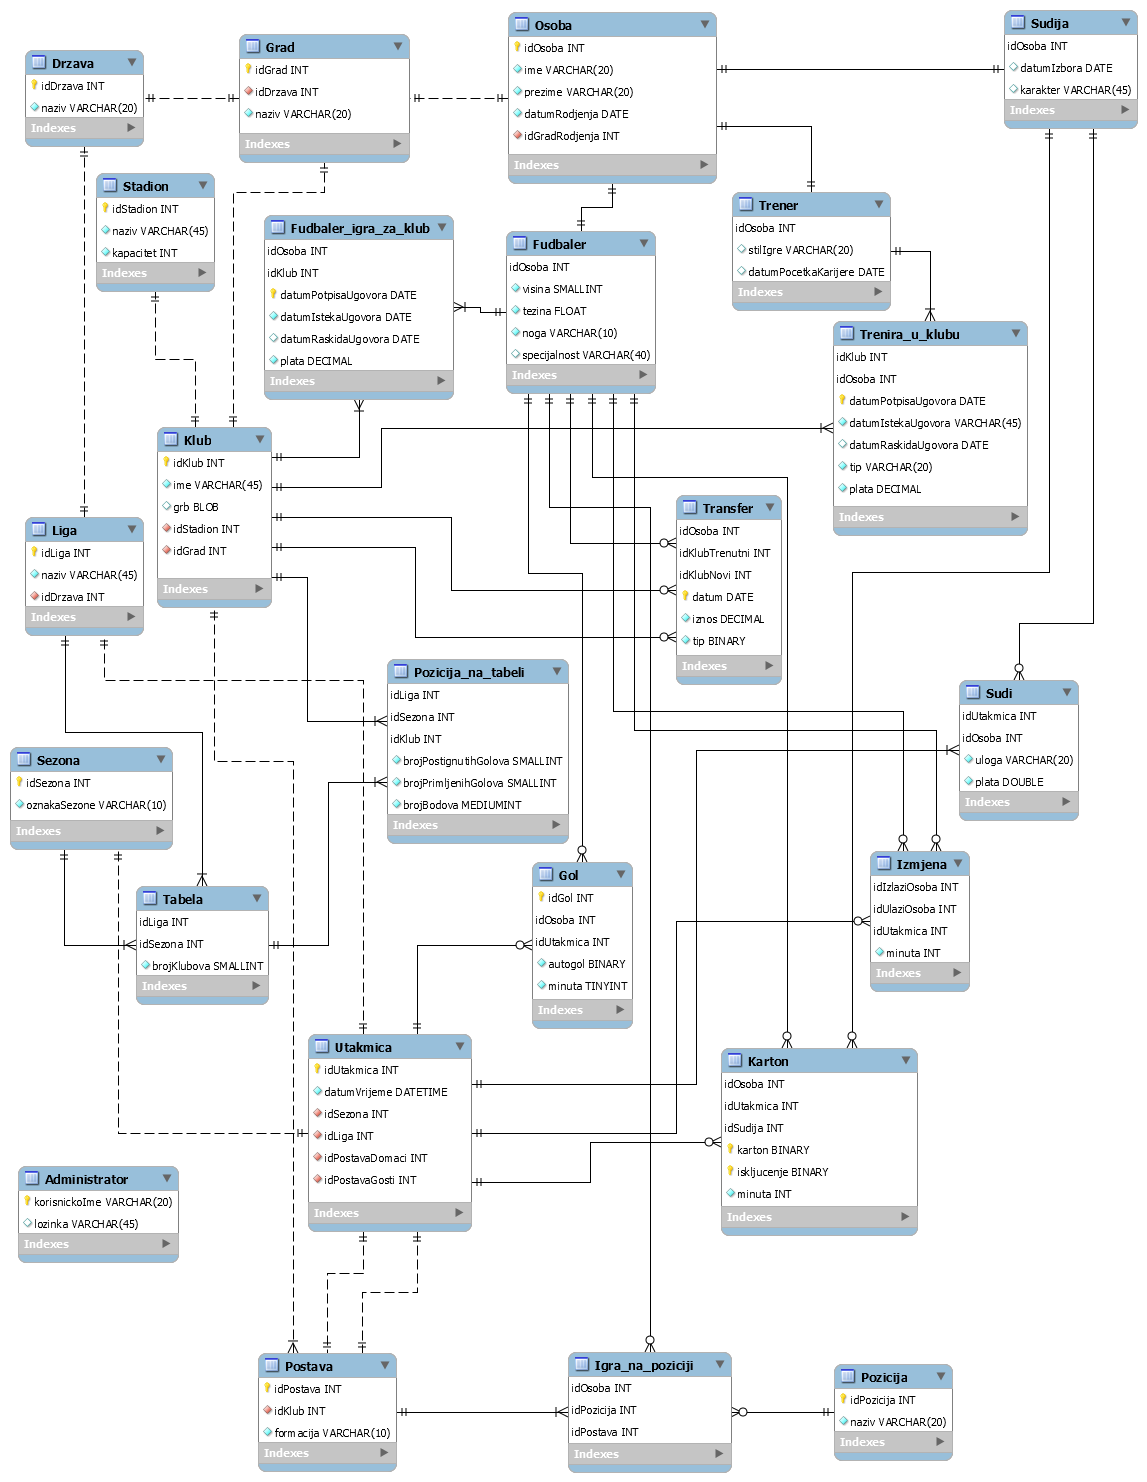 Drzava
idDrzava INT
naziv VARCHAR(20)
Indexes
Grad
idGrad INT
idDrzava INT
naziv VARCHAR(20)
Indexes
Osoba
idOsoba INT
ime VARCHAR(20)
prezime VARCHAR(20)
datumRodjenja DATE
idGradRodjenja INT
Indexes
Sudija
idOsoba INT
datumIzbora DATE
karakter VARCHAR(45)
Indexes
Stadion
idStadion INT
naziv VARCHAR(45)
kapacitet INT
Indexes
Fudbaler_igra_za_klub
idOsoba INT
idKlub INT
datumPotpisaUgovora DATE
datumIstekaUgovora DATE
datumRaskidaUgovora DATE
plata DECIMAL
Indexes
Fudbaler
idOsoba INT
visina SMALLINT
tezina FLOAT
noga VARCHAR(10)
specijalnost VARCHAR(40)
Indexes
Trener
idOsoba INT
stilIgre VARCHAR(20)
datumPocetkaKarijere DATE
Indexes
Trenira_u_klubu
idKlub INT
idOsoba INT
datumPotpisaUgovora DATE
datumIstekaUgovora VARCHAR(45)
datumRaskidaUgovora DATE
tip VARCHAR(20)
plata DECIMAL
Indexes
Klub
idKlub INT
ime VARCHAR(45)
grb BLOB
idStadion INT
idGrad INT
Indexes
Liga
idLiga INT
naziv VARCHAR(45)
idDrzava INT
Indexes
Transfer
idOsoba INT
idKlubTrenutni INT
idKlubNovi INT
datum DATE
iznos DECIMAL
tip BINARY
Indexes
Pozicija_na_tabeli
idLiga INT
idSezona INT
idKlub INT
brojPostignutihGolova SMALLINT
brojPrimljenihGolova SMALLINT
brojBodova MEDIUMINT
Indexes
Sudi
idUtakmica INT
idOsoba INT
uloga VARCHAR(20)
plata DOUBLE
Indexes
Sezona
idSezona INT
oznakaSezone VARCHAR(10)
Indexes
Tabela
idLiga INT
idSezona INT
brojKlubova SMALLINT
Indexes
Gol
idGol INT
idOsoba INT
idUtakmica INT
autogol BINARY
minuta TINYINT
Indexes
Izmjena
idIzlaziOsoba INT
idUlaziOsoba INT
idUtakmica INT
minuta INT
Indexes
Utakmica
idUtakmica INT
datumVrijeme DATETIME
idSezona INT
idLiga INT
idPostavaDomaci INT
idPostavaGosti INT
Indexes
Karton
idOsoba INT
idUtakmica INT
idSudija INT
karton BINARY
iskljucenje BINARY
minuta INT
Indexes
Administrator
korisnickoIme VARCHAR(20)
lozinka VARCHAR(45)
Indexes
Postava
idPostava INT
idKlub INT
formacija VARCHAR(10)
Indexes
Igra_na_poziciji
idOsoba INT
idPozicija INT
idPostava INT
Indexes
Pozicija
idPozicija INT
naziv VARCHAR(20)
Indexes